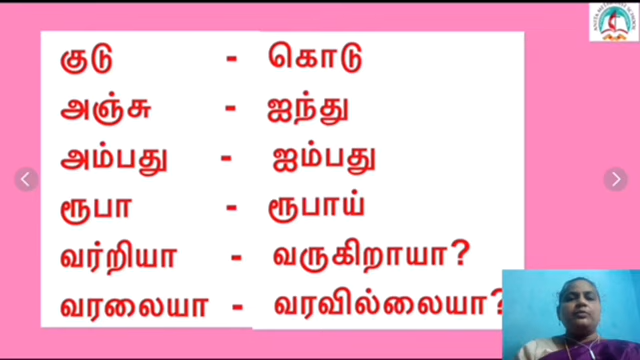 குடு - கொடு
அஞ்சு - ஐந்து
அம்பது - ஐம்பது
ரூபா - ரூபாய்
வர்றியா - வருகிறாயா?
வரலையா - வரவில்லையா?